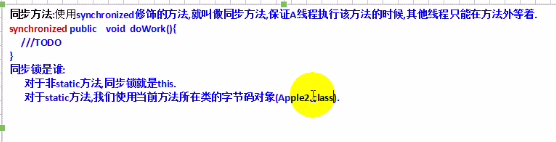 同步方法:使用synchronized修饰的方法,就叫做同步方法,保证A线程执行该方法的时候,其他线程只能在方法外等着.
synchronized public void doWork(){
///TODO
}
同步锁是谁:
对于非static方法,同步锁就是this.
对于static方法,我们使用当前方法所在类的字节码对象(Apple2.class).